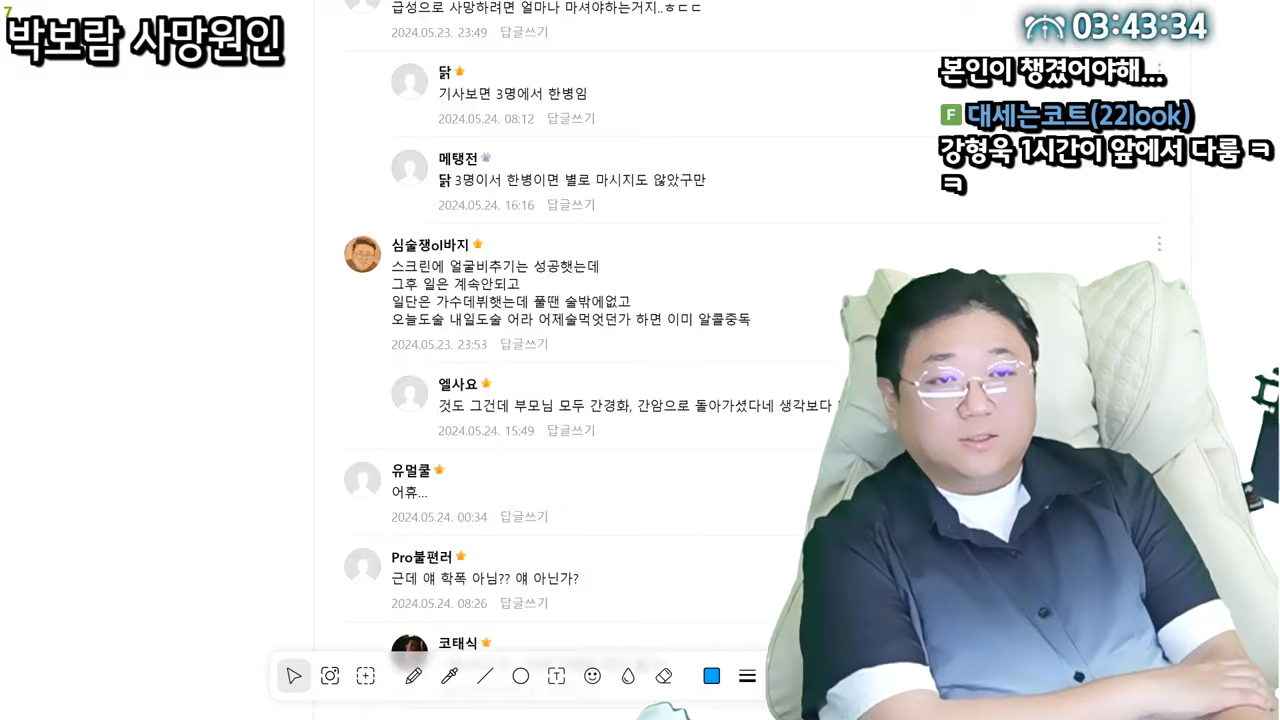 7
박보람 사망원인
03:43:34
본인이 챙겼어야해...
F 대세는코트(22look)
강형욱 1시간이 앞에서 다룸 ㅋ
ㅋ
급성으로 사망하려면 얼마나 마셔야하는거지..ㅎㄷㄷ
2024.05.23. 23:49 답글쓰기
닭
기사보면 3명에서 한병임
2024.05.24. 08:12 답글쓰기
메탱전
닭 3명이서 한병이면 별로 마시지도 않았구만
2024.05.24. 16:16 답글쓰기
심술쟁ol바지
스크린에 얼굴비추기는 성공햇는데
그후 일은 계속안되고
일단은 가수데뷔햇는데 풀땐 술밖에없고
오늘도술 내일도술 어라 어제술먹엇던가 하면 이미 알콜중독
2024.05.23. 23:53 답글쓰기
엘사요
것도 그건데 부모님 모두 간경화, 간암으로 돌아가셨다네 생각보다
2024.05.24. 15:49 답글쓰기
유멀쿨
어휴...
2024.05.24. 00:34 답글쓰기
Pro불편러
근데 얘 학폭 아님?? 얘 아닌가?
2024.05.24. 08:26 답글쓰기
코태식